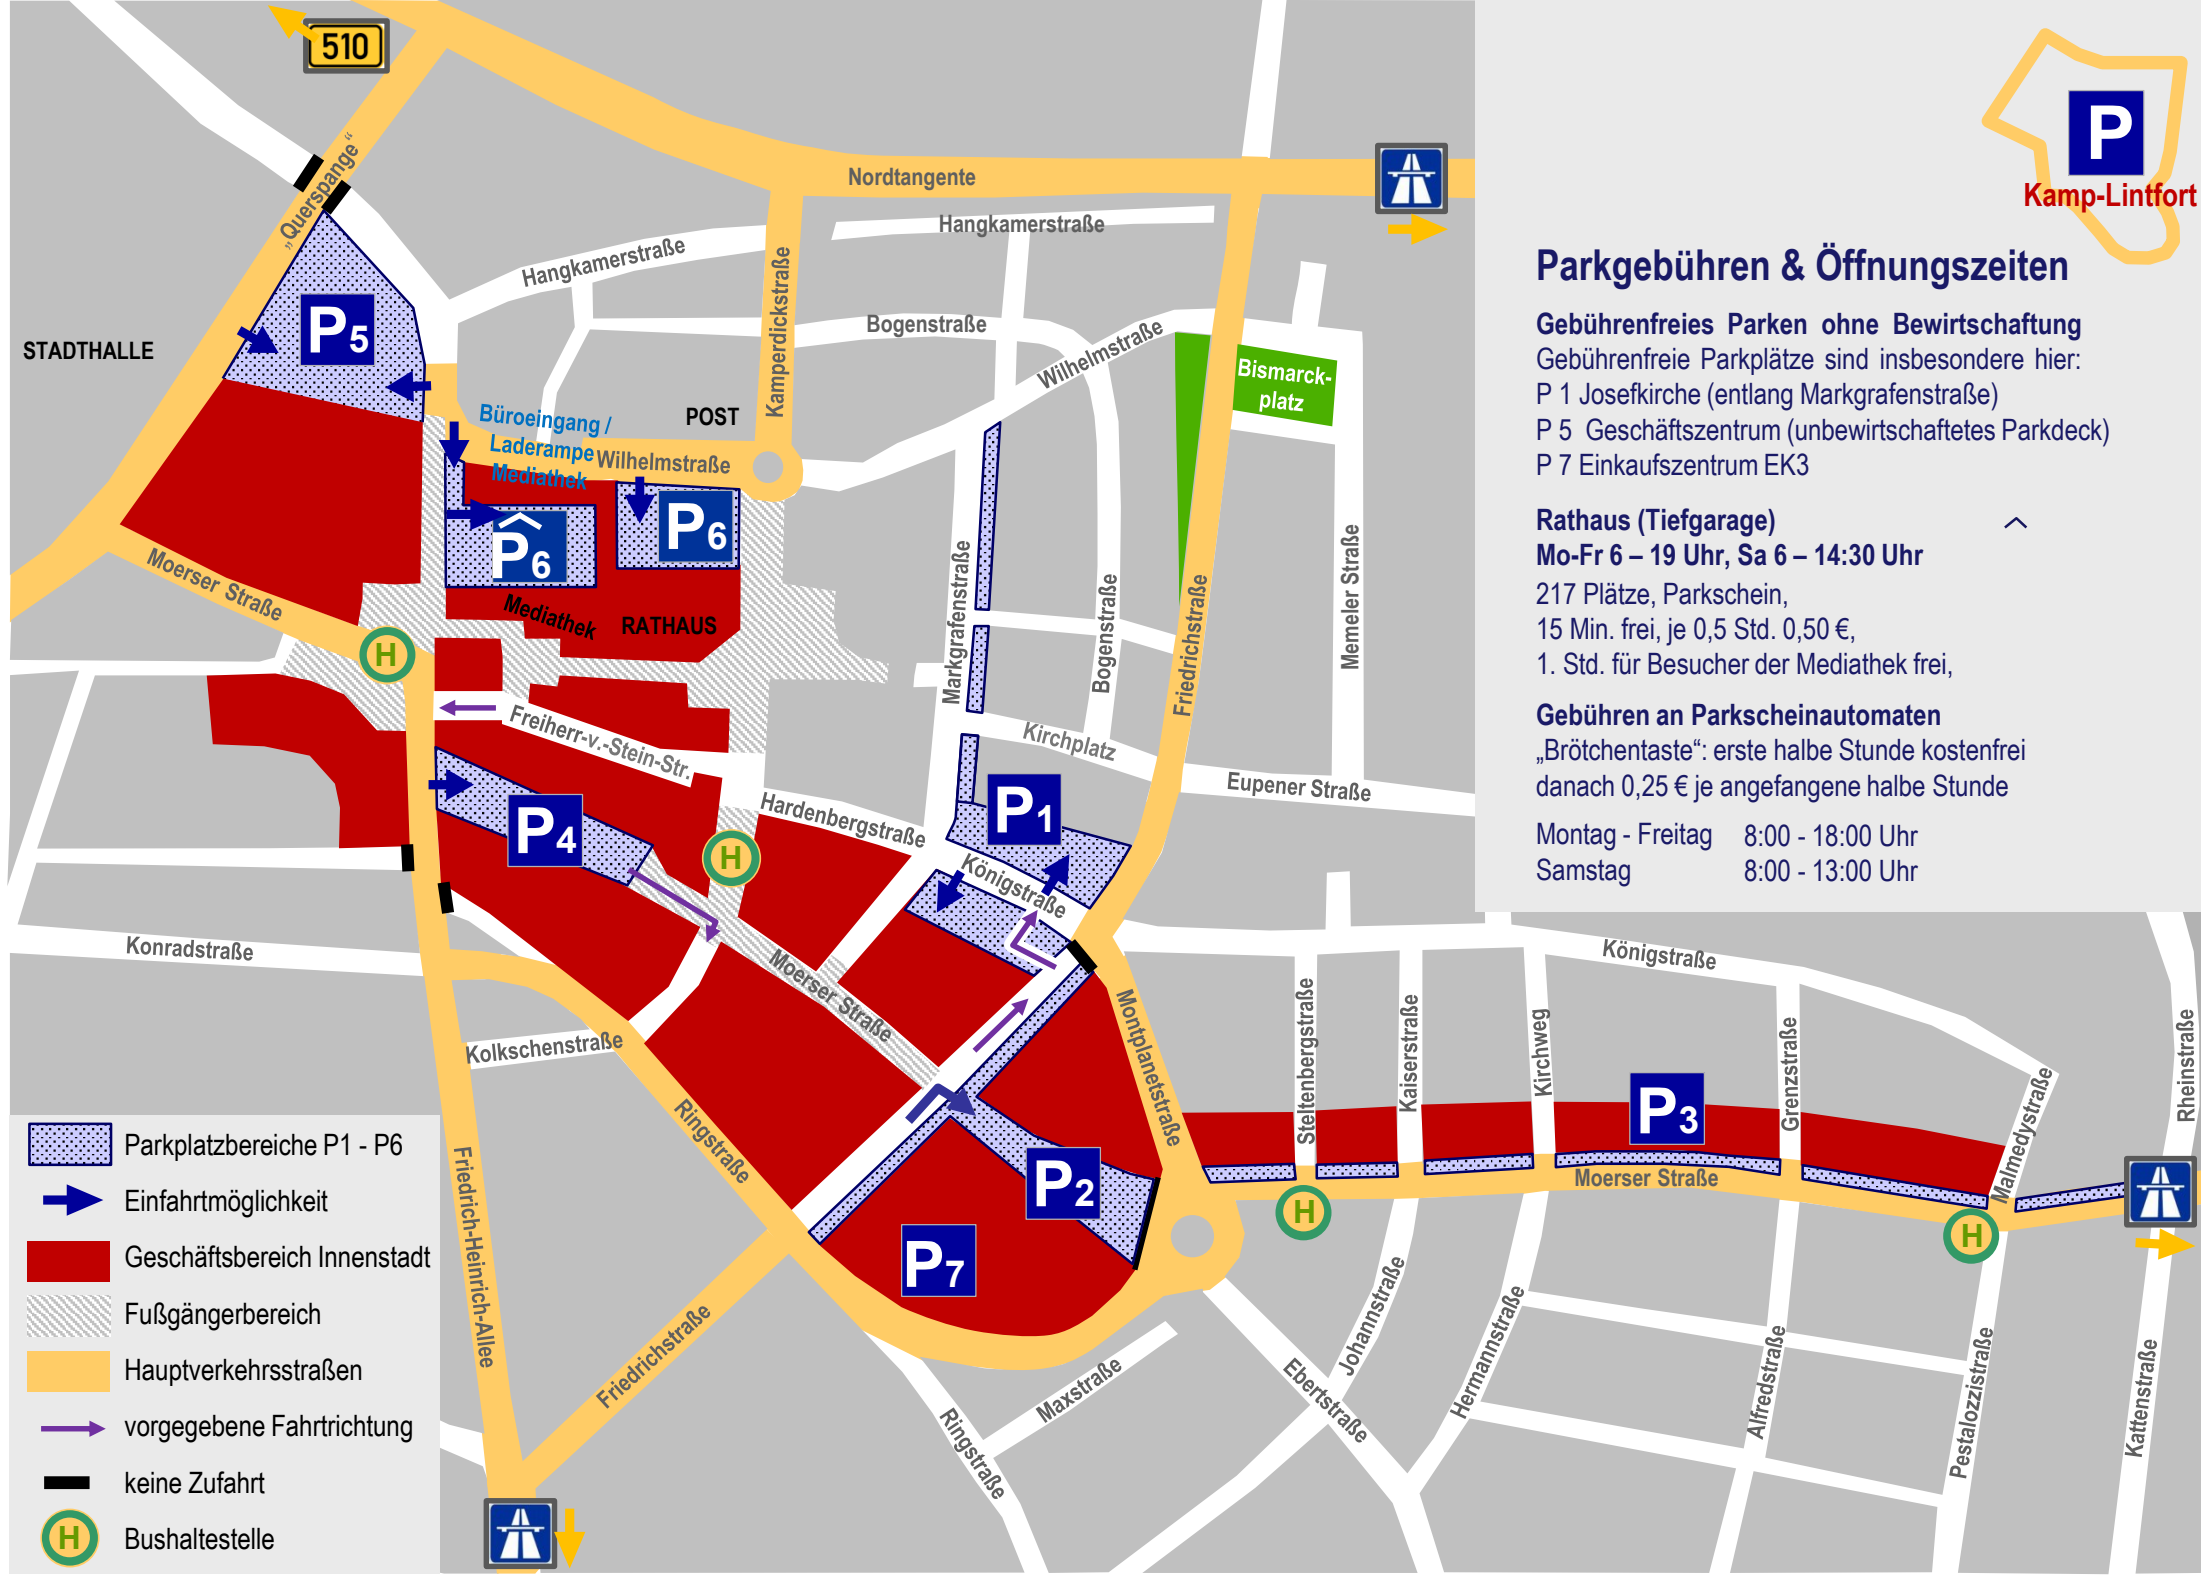 510
„Querspange“
Nordtangente
Hangkamerstraße
Hangkamerstraße
Kamperdickstraße
Bogenstraße
Wilhelmstraße
Bismarck-
platz
STADTHALLE
P5
Büroeingang /
Laderampe
Mediathek
POST
Wilhelmstraße
P6
P6
Mediathek
RATHAUS
Moerser Straße
H
Markgrafenstraße
Bogenstraße
Friedrichstraße
Memeler Straße
Freiherr-v.-Stein-Str.
Kirchplatz
Eupener Straße
P4
Hardenbergstraße
H
P1
Königstraße
Konradstraße
Moerser Straße
Kolkschenstraße
Königstraße
Montplanetstraße
Steltenbergstraße
Kaiserstraße
Kirchweg
Grenzstraße
Malmedystraße
Rheinstraße
P3
Ringstraße
P2
Moerser Straße
H
H
P7
Friedrich-Heinrich-Allee
Friedrichstraße
Ringstraße
Maxstraße
Ebertstraße
Johannstraße
Hermannstraße
Alfredstraße
Pestalozzistraße
Kattenstraße
P
Kamp-Lintfort
Parkgebühren & Öffnungszeiten
Gebührenfreies Parken ohne Bewirtschaftung
Gebührenfreie Parkplätze sind insbesondere hier:
P 1 Josefkirche (entlang Markgrafenstraße)
P 5 Geschäftszentrum (unbewirtschaftetes Parkdeck)
P 7 Einkaufszentrum EK3
Rathaus (Tiefgarage)
Mo-Fr 6 – 19 Uhr, Sa 6 – 14:30 Uhr
217 Plätze, Parkschein,
15 Min. frei, je 0,5 Std. 0,50 €,
1. Std. für Besucher der Mediathek frei,
Gebühren an Parkscheinautomaten
„Brötchentaste“: erste halbe Stunde kostenfrei
danach 0,25 € je angefangene halbe Stunde
Montag - Freitag 8:00 - 18:00 Uhr
Samstag 8:00 - 13:00 Uhr
Parkplatzbereiche P1 - P6
Einfahrtmöglichkeit
Geschäftsbereich Innenstadt
Fußgängerbereich
Hauptverkehrsstraßen
vorgegebene Fahrtrichtung
keine Zufahrt
H Bushaltestelle